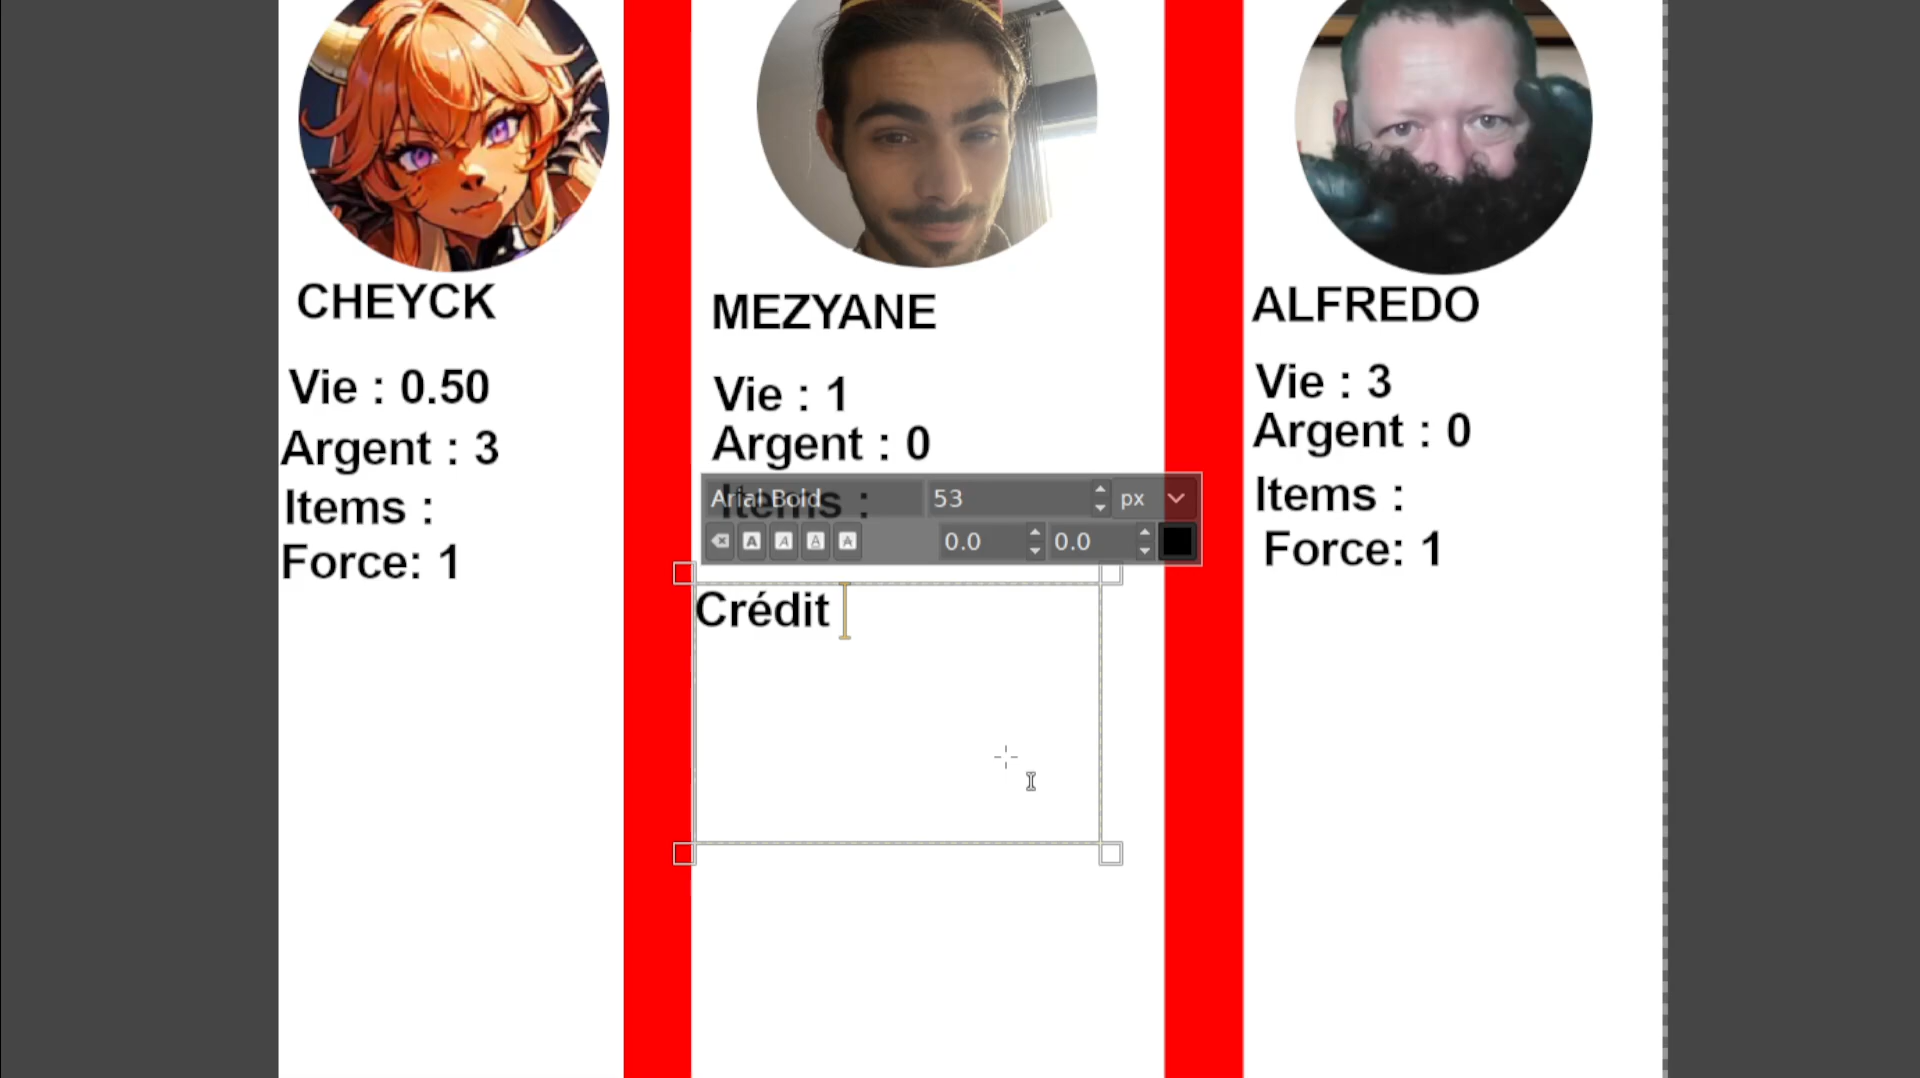 CHEYCK
Vie : 0.50
Argent : 3
Items :
Force: 1
MEZYANE
Vie : 1
Argent : 0
Items :
Arial Bold 53 px
0.0 0.0
Crédit
ALFREDO
Vie : 3
Argent : 0
Items :
Force: 1